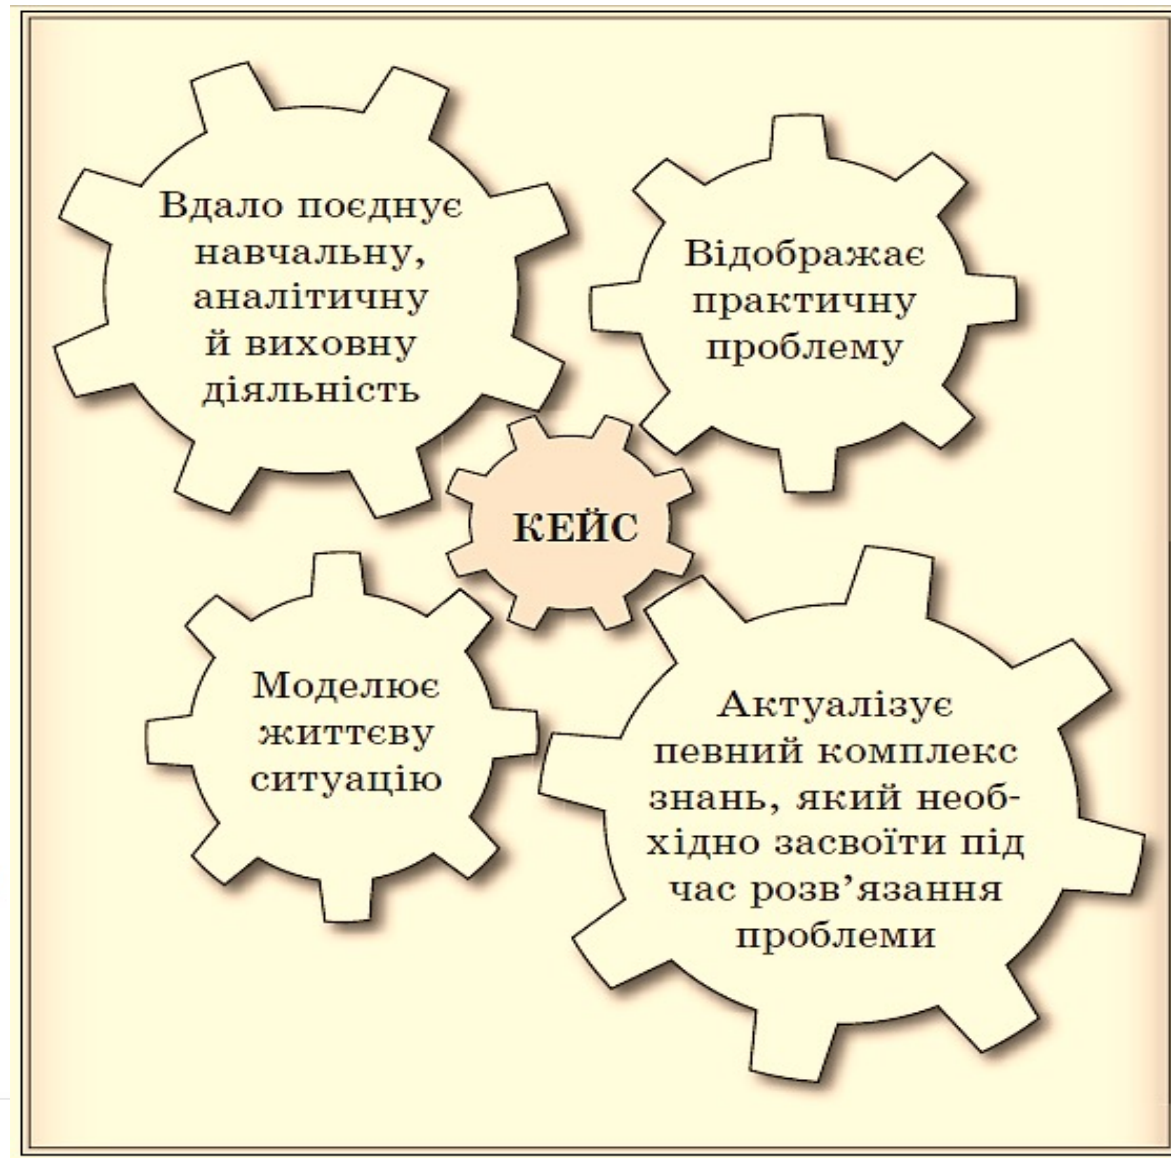 Вдало поєднує
навчальну,
аналітичну
й виховну
діяльність
Відображає
практичну
проблему
КЕЙС
Моделює
життєву
ситуацію
Актуалізує
певний комплекс
знань, який необ-
хідно засвоїти під
час розв’язання
проблеми